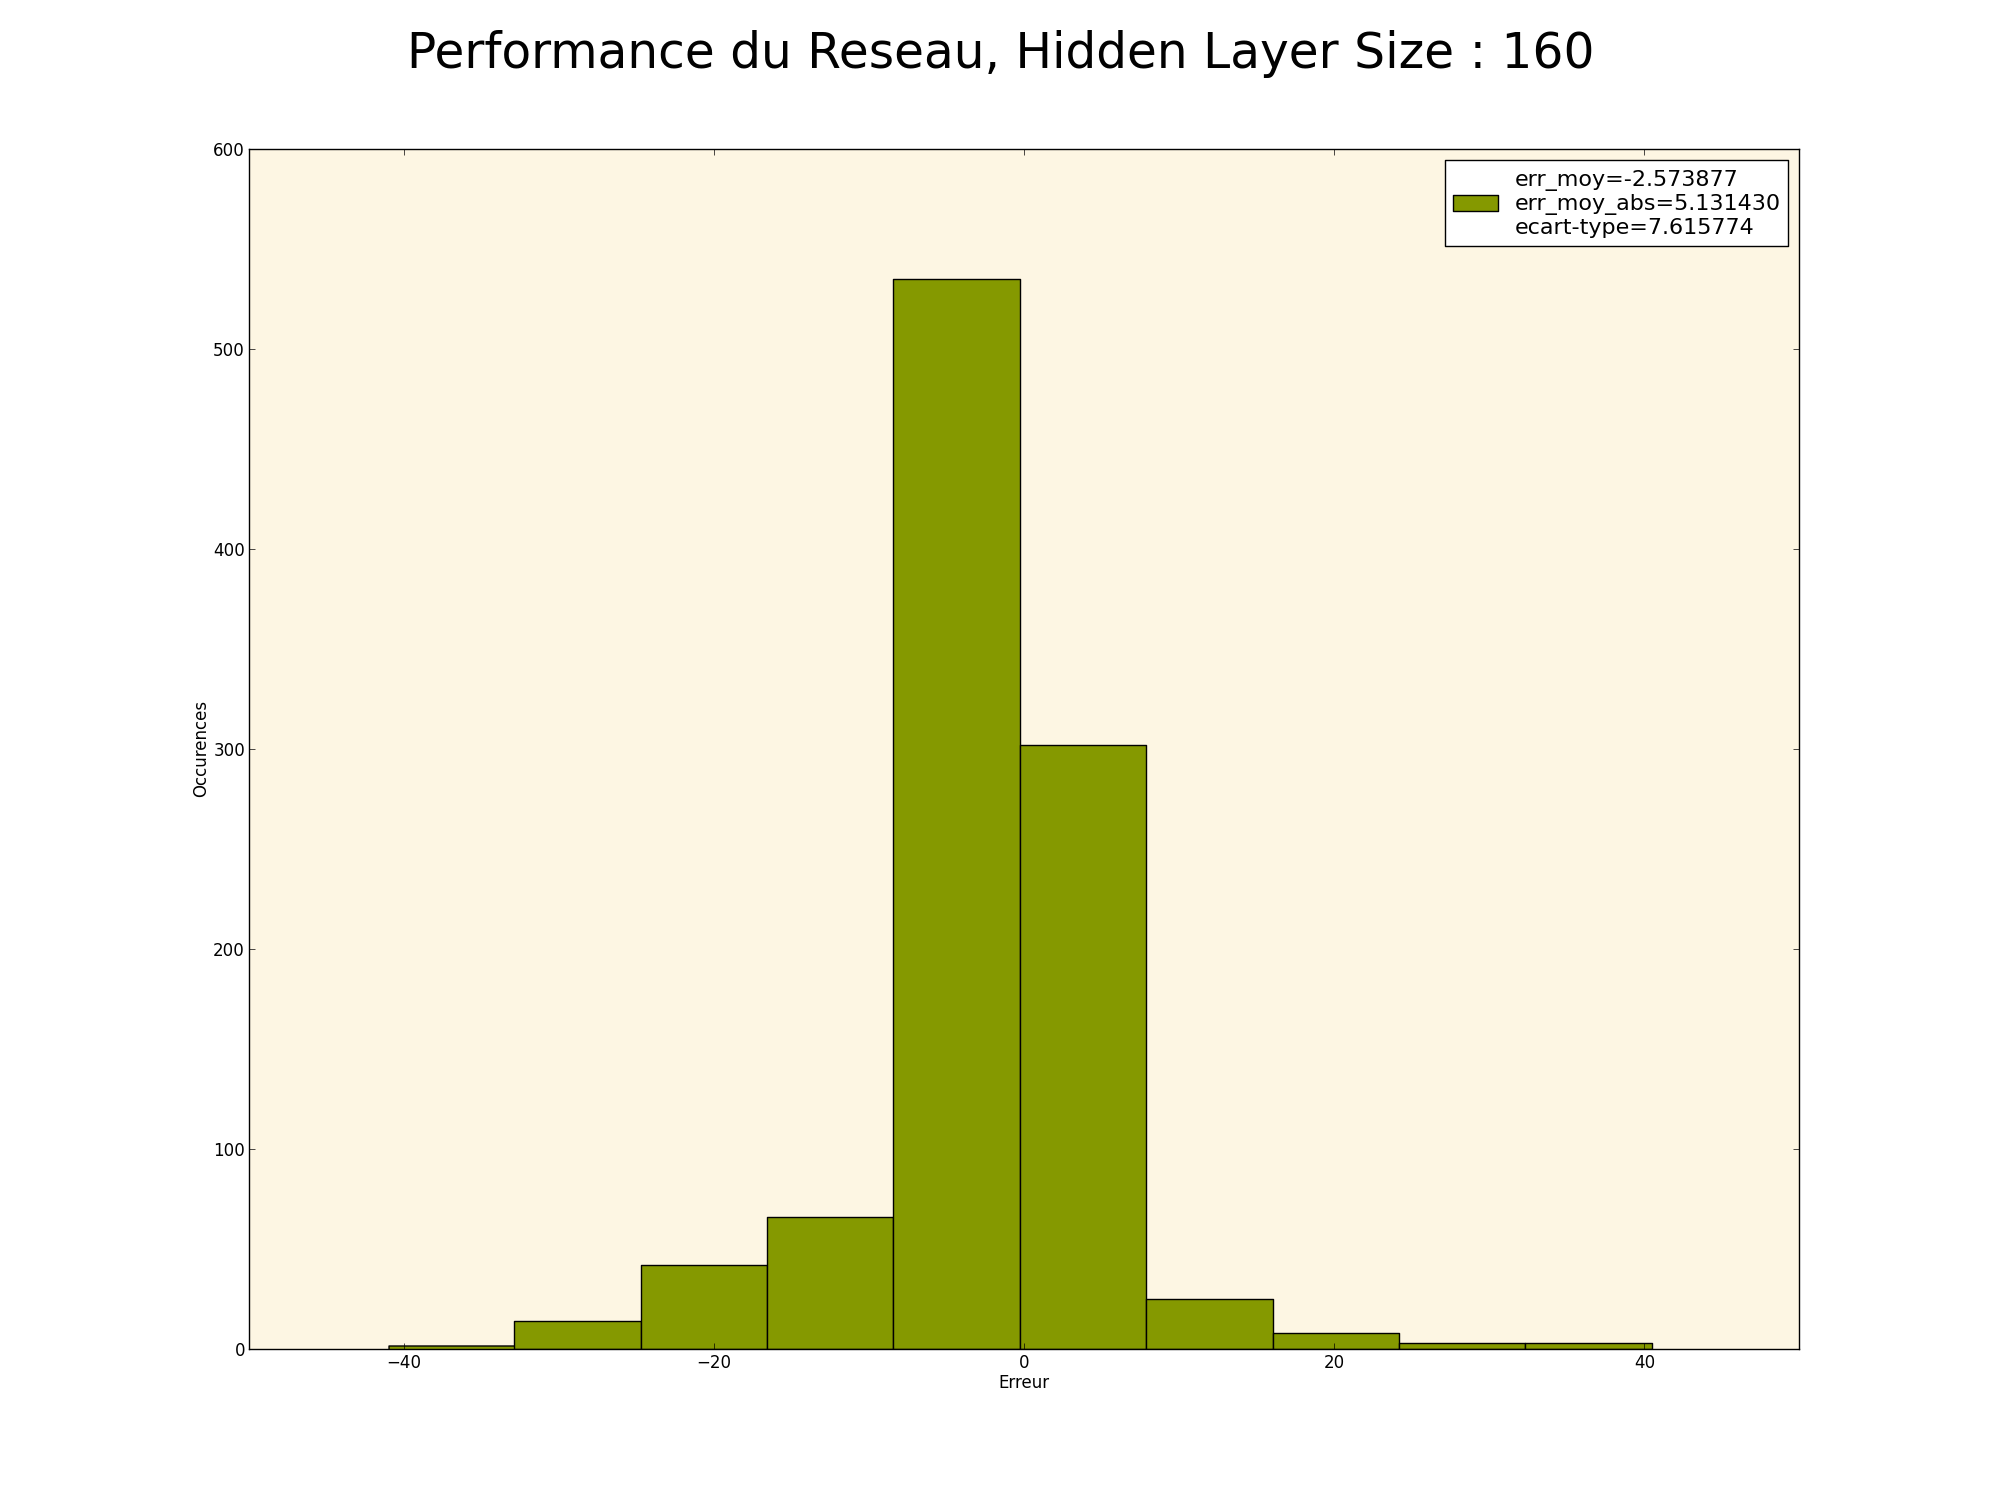 Performance du Reseau, Hidden Layer Size : 160
err_moy=-2.573877
err_moy_abs=5.131430
ecart-type=7.615774
600
500
400
300
200
100
0
Occurences
−40
−20
0
20
40
Erreur